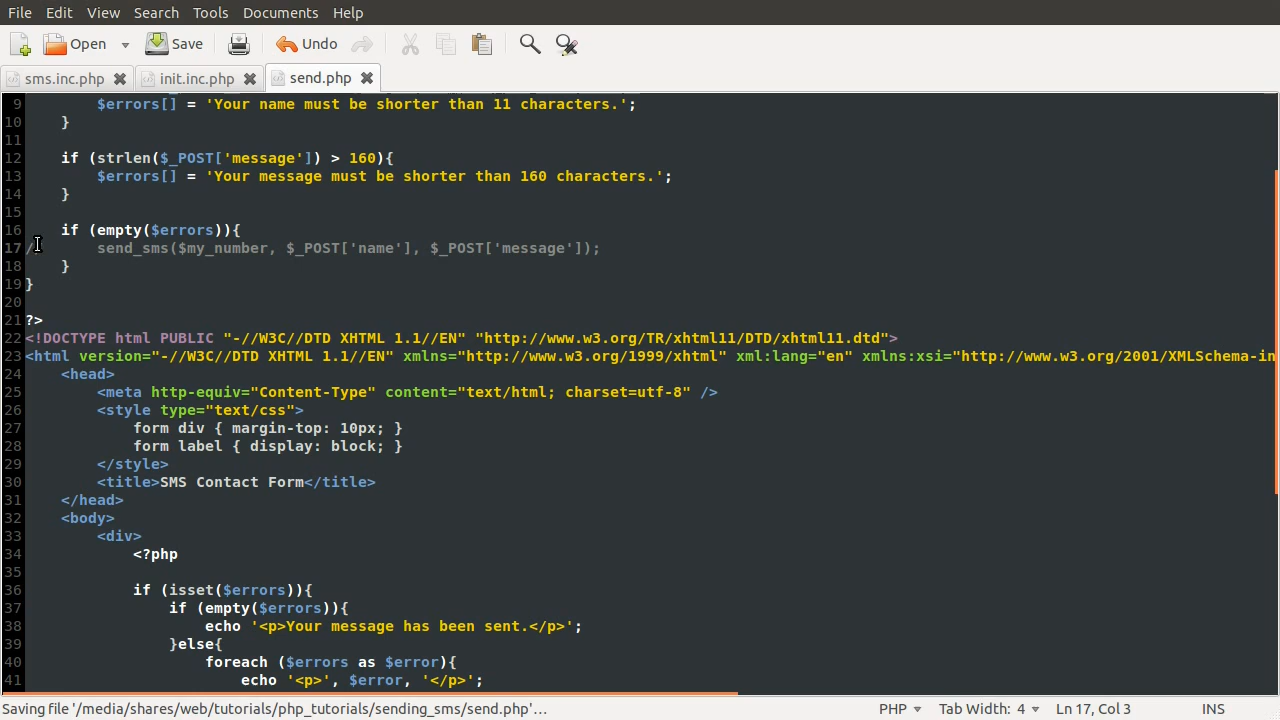 File Edit View Search Tools Documents Help
Open Save Undo
sms.inc.php init.inc.php send.php
9 $errors[] = 'Your name must be shorter than 11 characters.';
10 }
11
12 if (strlen($_POST['message']) > 160){
13 $errors[] = 'Your message must be shorter than 160 characters.';
14 }
15
16 if (empty($errors)){
17 // send_sms($my_number, $_POST['name'], $_POST['message']);
18 }
19 }
20
21 ?>
22 <!DOCTYPE html PUBLIC "-//W3C//DTD XHTML 1.1//EN" "http://www.w3.org/TR/xhtml11/DTD/xhtml11.dtd">
23 <html version="-//W3C//DTD XHTML 1.1//EN" xmlns="http://www.w3.org/1999/xhtml" xml:lang="en" xmlns:xsi="http://www.w3.org/2001/XMLSchema-in
24 <head>
25 <meta http-equiv="Content-Type" content="text/html; charset=utf-8" />
26 <style type="text/css">
27 form div { margin-top: 10px; }
28 form label { display: block; }
29 </style>
30 <title>SMS Contact Form</title>
31 </head>
32 <body>
33 <div>
34 <?php
35
36 if (isset($errors)){
37 if (empty($errors)){
38 echo '<p>Your message has been sent.</p>';
39 }else{
40 foreach ($errors as $error){
41 echo '<p>', $error, '</p>';
Saving file '/media/shares/web/tutorials/php_tutorials/sending_sms/send.php'... PHP Tab Width: 4 Ln 17, Col 3 INS